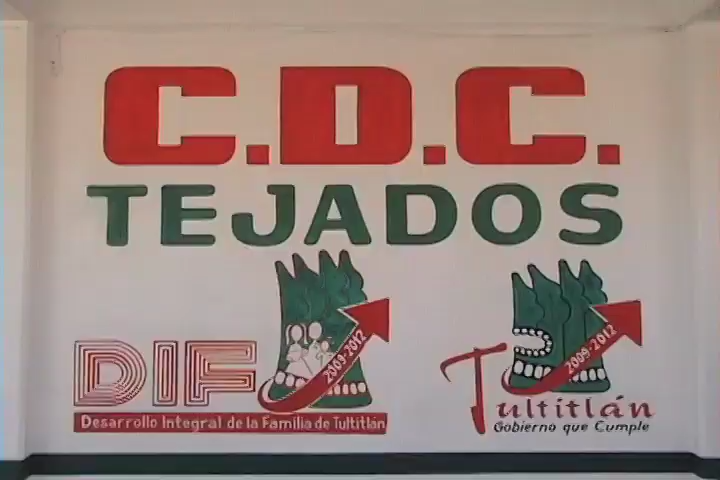 C.D.C.
TEJADOS
DIF
2009-2012
Desarrollo Integral de la Familia de Tultitlán
2009-2012
Tultitlán
Gobierno que Cumple